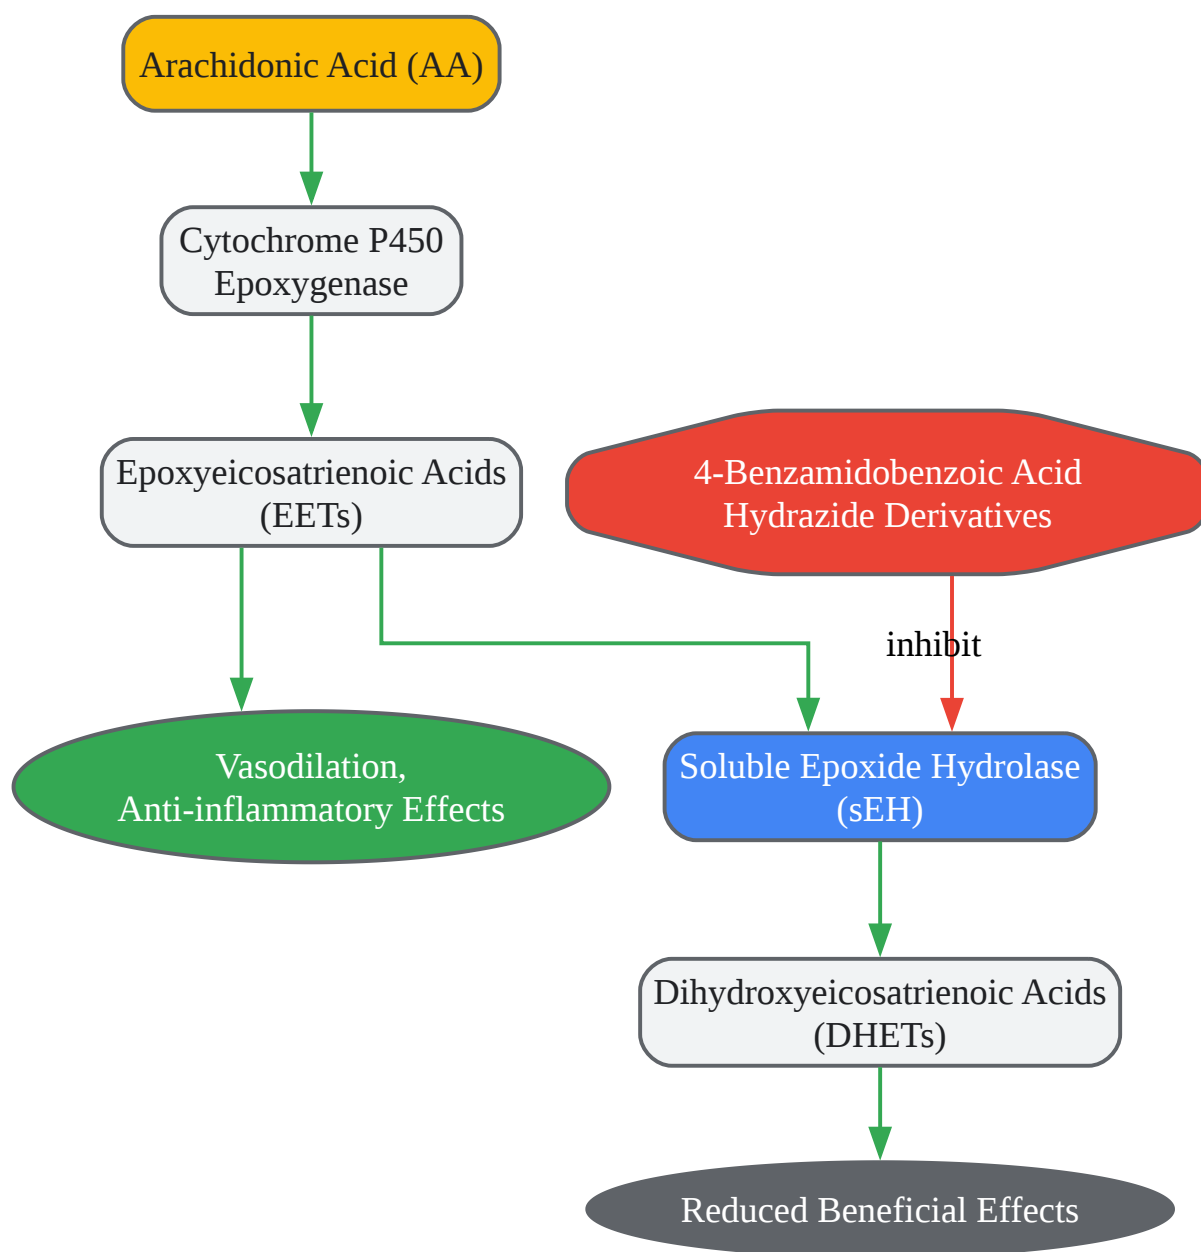 Arachidonic Acid (AA)
Cytochrome P450
Epoxygenase
Epoxyeicosatrienoic Acids
(EETs)
4-Benzamidobenzoic Acid
Hydrazide Derivatives
inhibit
Vasodilation,
Anti-inflammatory Effects
Soluble Epoxide Hydrolase
(sEH)
Dihydroxyeicosatrienoic Acids
(DHETs)
Reduced Beneficial Effects